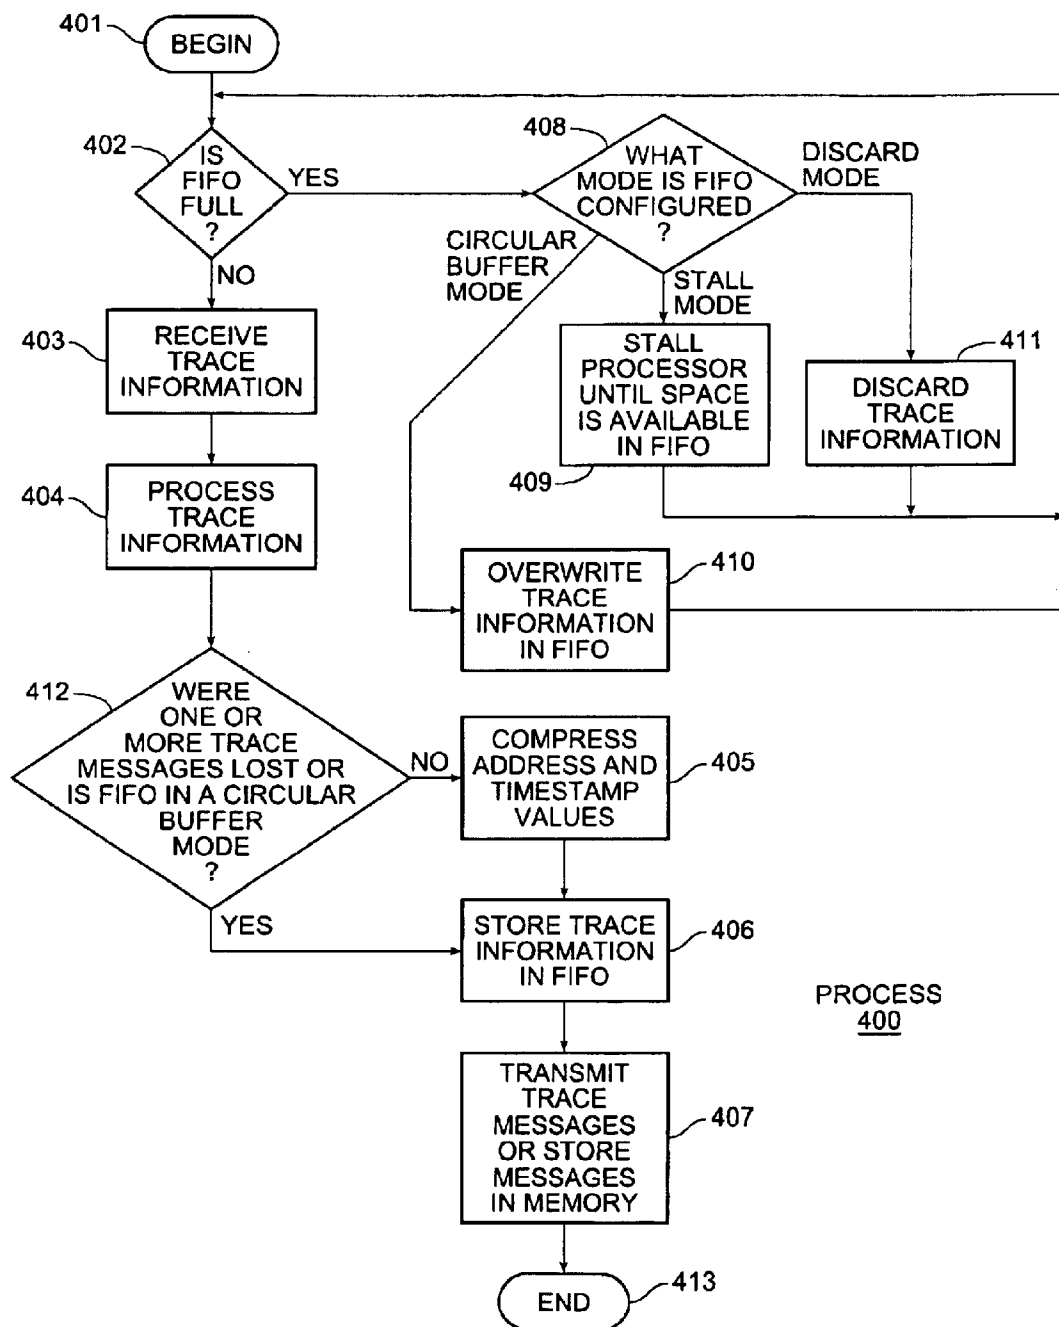 401
BEGIN
402
IS
FIFO
FULL
?
YES
NO
408
WHAT
MODE IS FIFO
CONFIGURED
?
DISCARD
MODE
CIRCULAR
BUFFER
MODE
STALL
MODE
403
RECEIVE
TRACE
INFORMATION
STALL
PROCESSOR
UNTIL SPACE
IS AVAILABLE
IN FIFO
409
411
DISCARD
TRACE
INFORMATION
404
PROCESS
TRACE
INFORMATION
OVERWRITE
TRACE
INFORMATION
IN FIFO
410
412
WERE
ONE OR
MORE TRACE
MESSAGES LOST OR
IS FIFO IN A CIRCULAR
BUFFER
MODE
?
NO
YES
COMPRESS
ADDRESS AND
TIMESTAMP
VALUES
405
STORE TRACE
INFORMATION
IN FIFO
406
PROCESS
400
TRANSMIT
TRACE
MESSAGES
OR STORE
MESSAGES
IN MEMORY
407
END
413